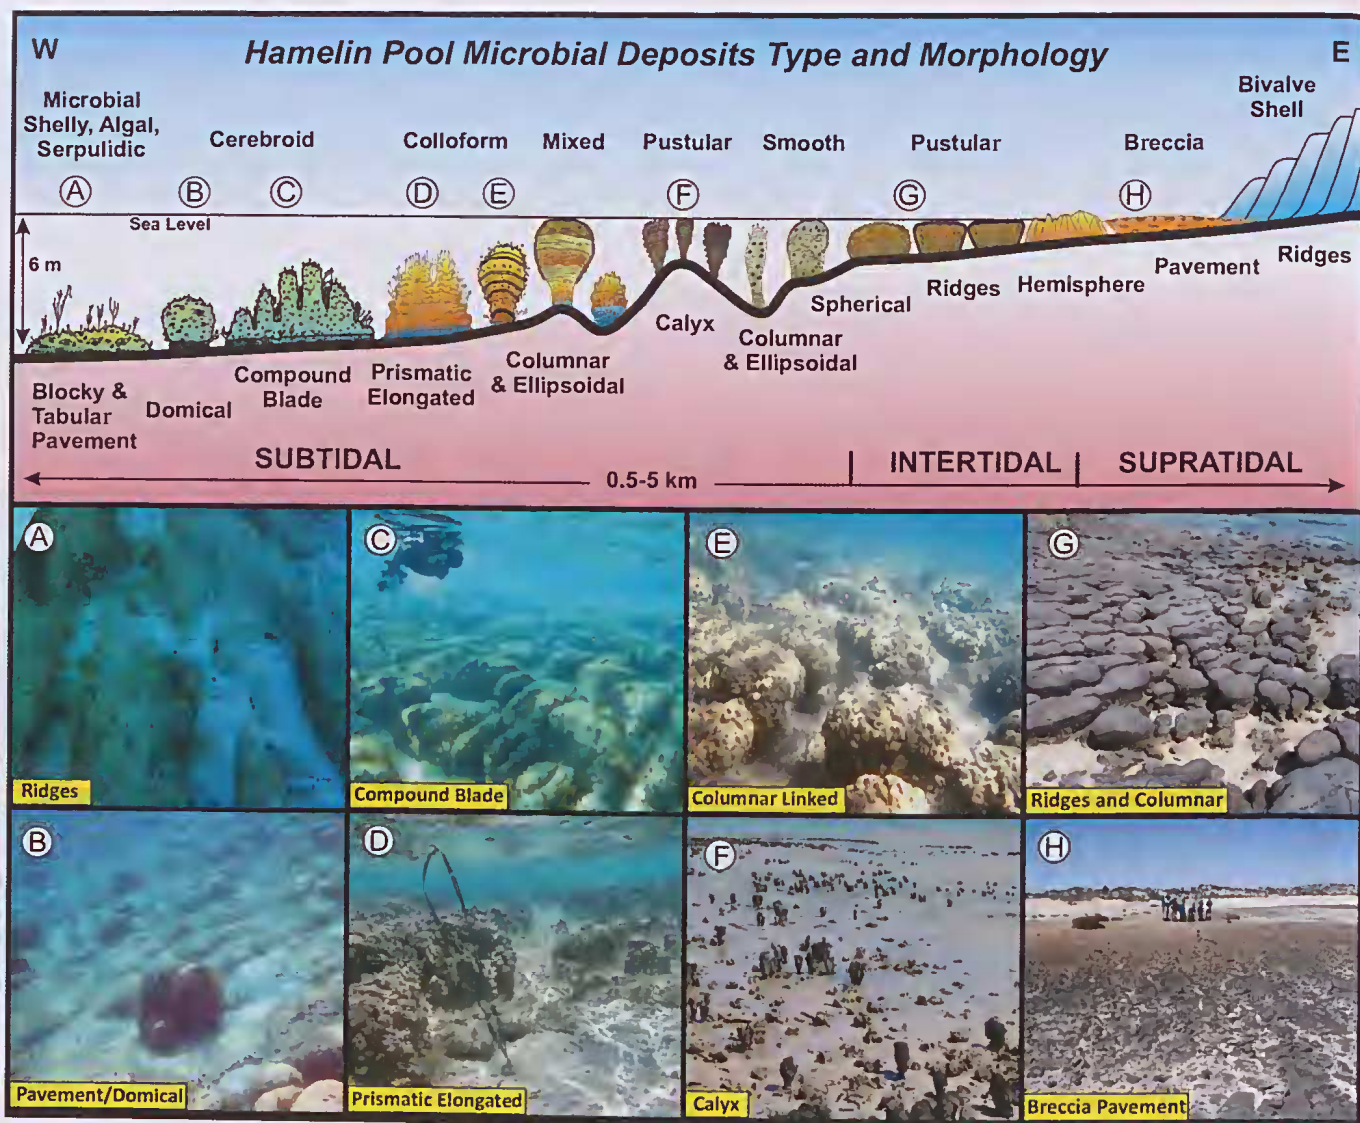 W
Hamelin Pool Microbial Deposits Type and Morphology
E
Microbial
Shelly, Algal,
Serpulidic
Cerebroid
Colloform
Mixed
Pustular
Smooth
Pustular
Breccia
Bivalve
Shell
A
B
C
D
E
F
G
H
Sea Level
6 m
Blocky &
Tabular
Pavement
Domical
Compound
Blade
Prismatic
Elongated
Columnar
& Ellipsoidal
Calyx
Columnar
& Ellipsoidal
Spherical
Ridges
Hemisphere
Pavement
Ridges
SUBTIDAL
INTERTIDAL
SUPRATIDAL
0.5-5 km
A
Ridges
C
Compound Blade
E
Columnar Linked
G
Ridges and Columnar
B
Pavement/Domical
D
Prismatic Elongated
F
Calyx
H
Breccia Pavement